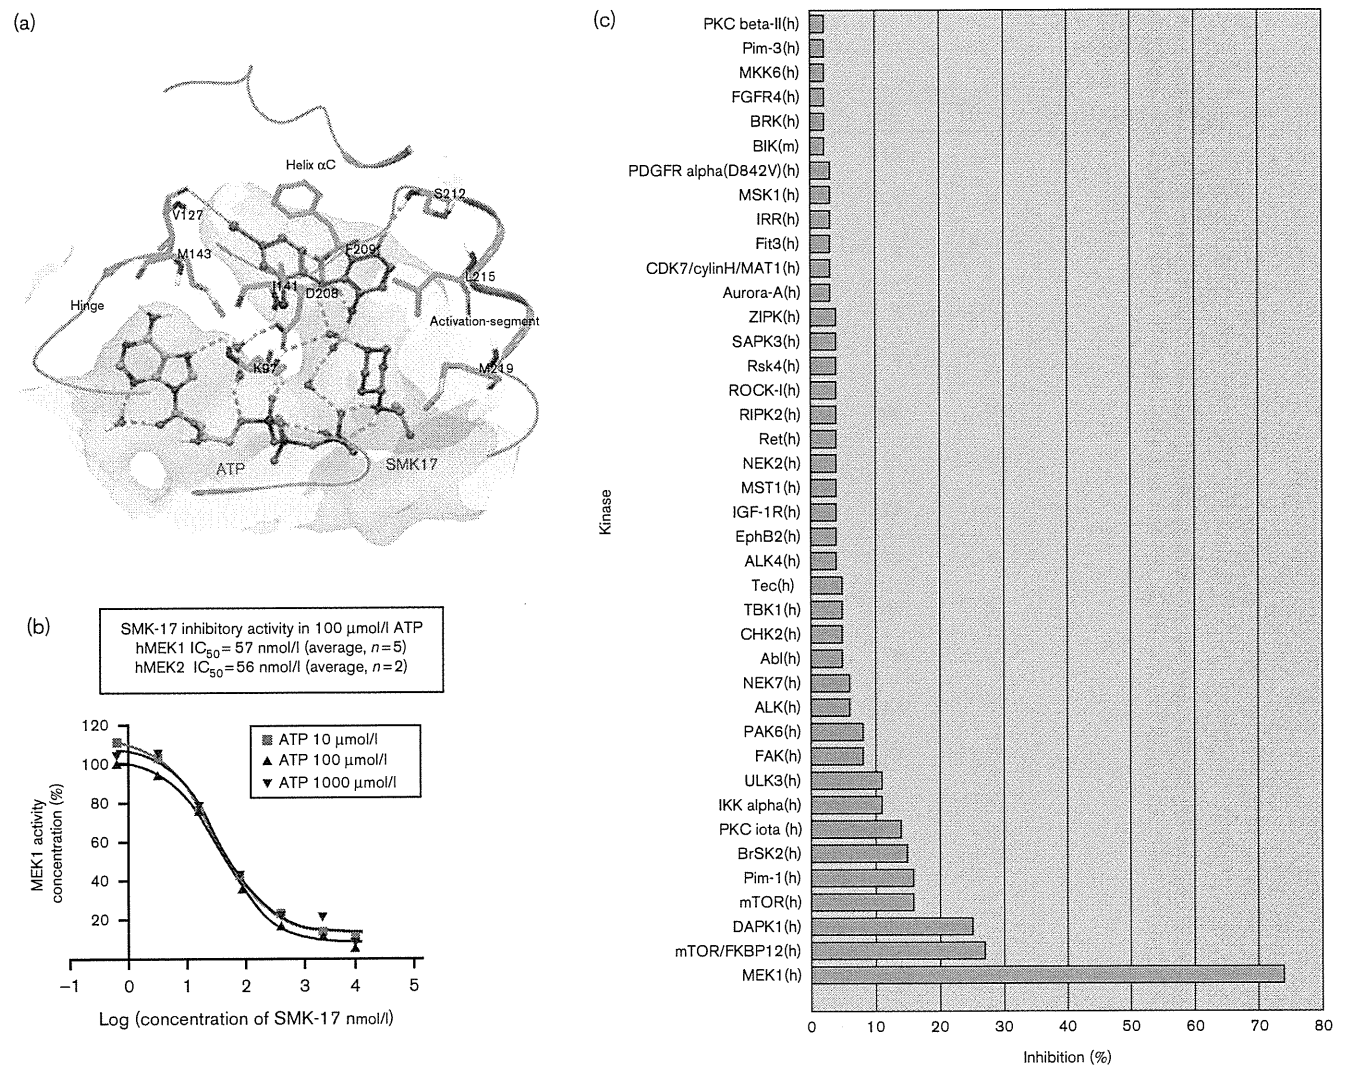 (a)
Helix αC
S212
V127
F209
M143
I141
D208
L215
Hinge
Activation-segment
K97
M219
ATP
SMK17
(b)
SMK-17 inhibitory activity in 100 μmol/l ATP
hMEK1 IC50=57 nmol/l (average, n=5)
hMEK2 IC50=56 nmol/l (average, n=2)
ATP 10 μmol/l
ATP 100 μmol/l
ATP 1000 μmol/l
MEK1 activity
concentration (%)
120
100
80
60
40
20
−1 0 1 2 3 4 5
Log (concentration of SMK-17 nmol/l)
(c)
Kinase
PKC beta-II(h)
Pim-3(h)
MKK6(h)
FGFR4(h)
BRK(h)
BIK(m)
PDGFR alpha(D842V)(h)
MSK1(h)
IRR(h)
Fit3(h)
CDK7/cylinH/MAT1(h)
Aurora-A(h)
ZIPK(h)
SAPK3(h)
Rsk4(h)
ROCK-I(h)
RIPK2(h)
Ret(h)
NEK2(h)
MST1(h)
IGF-1R(h)
EphB2(h)
ALK4(h)
Tec(h)
TBK1(h)
CHK2(h)
Abl(h)
NEK7(h)
ALK(h)
PAK6(h)
FAK(h)
ULK3(h)
IKK alpha(h)
PKC iota (h)
BrSK2(h)
Pim-1(h)
mTOR(h)
DAPK1(h)
mTOR/FKBP12(h)
MEK1(h)
0 10 20 30 40 50 60 70 80
Inhibition (%)